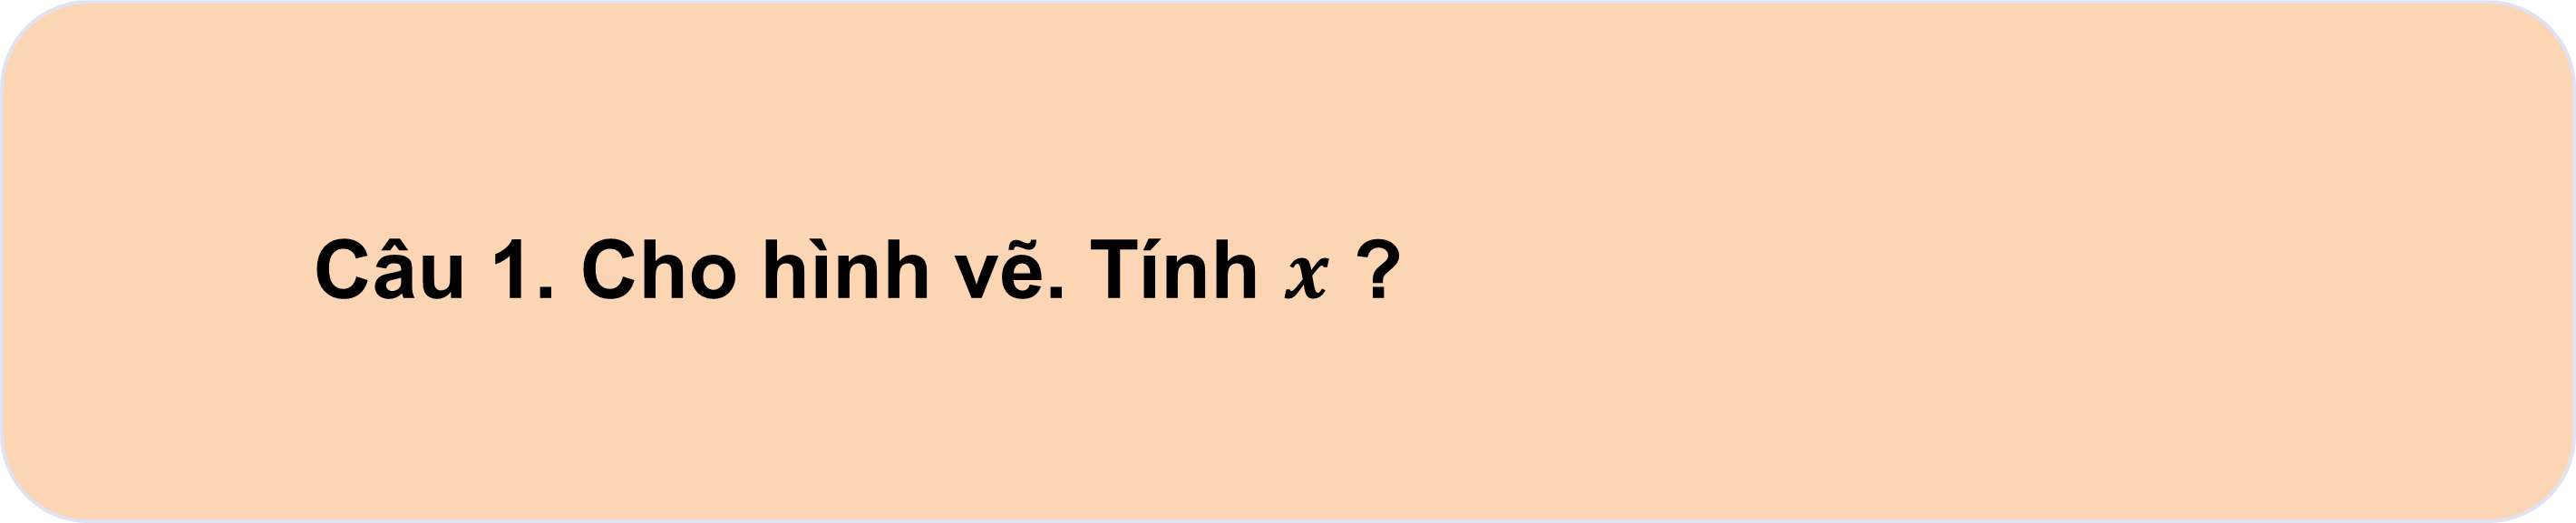 Câu 1. Cho hình vẽ. Tính x ?